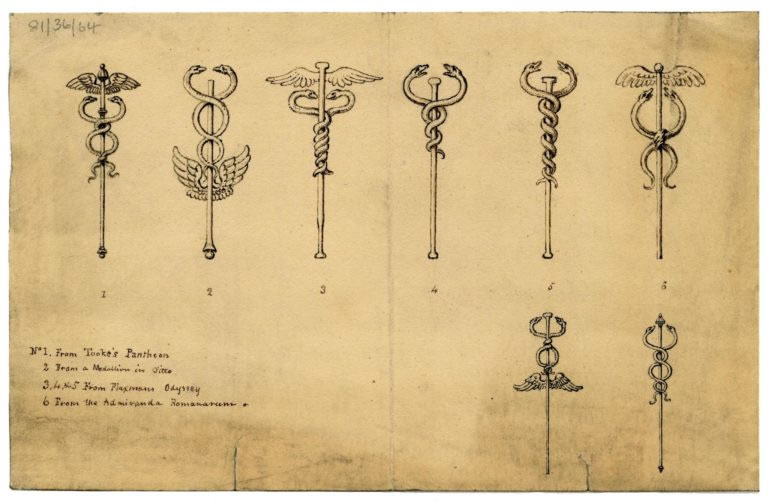 81/36/64
1 2 3 4 5 6
No 1. From Tooke's Pantheon
2 From a Medallion in Ditto
3, 4, & 5 From Flaxmans Odyssey
6 From the Admiranda Romanarum